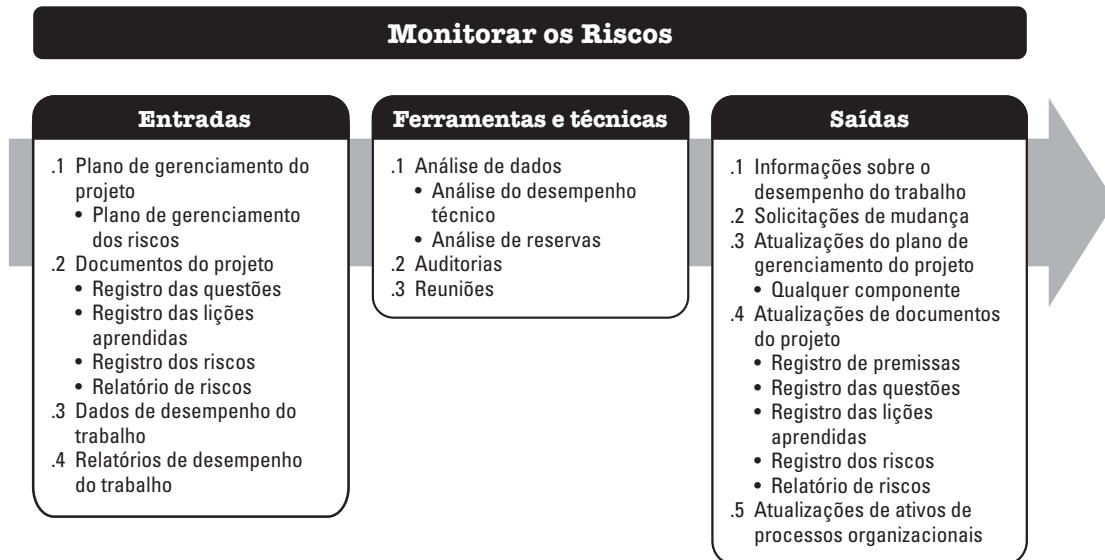 Monitorar os Riscos
Entradas
.1 Plano de gerenciamento do
projeto
• Plano de gerenciamento
dos riscos
.2 Documentos do projeto
• Registro das questões
• Registro das lições
aprendidas
• Registro dos riscos
• Relatório de riscos
.3 Dados de desempenho do
trabalho
.4 Relatórios de desempenho
do trabalho
Ferramentas e técnicas
.1 Análise de dados
• Análise do desempenho
técnico
• Análise de reservas
.2 Auditorias
.3 Reuniões
Saídas
.1 Informações sobre o
desempenho do trabalho
.2 Solicitações de mudança
.3 Atualizações do plano de
gerenciamento do projeto
• Qualquer componente
.4 Atualizações de documentos
do projeto
• Registro de premissas
• Registro das questões
• Registro das lições
aprendidas
• Registro dos riscos
• Relatório de riscos
.5 Atualizações de ativos de
processos organizacionais